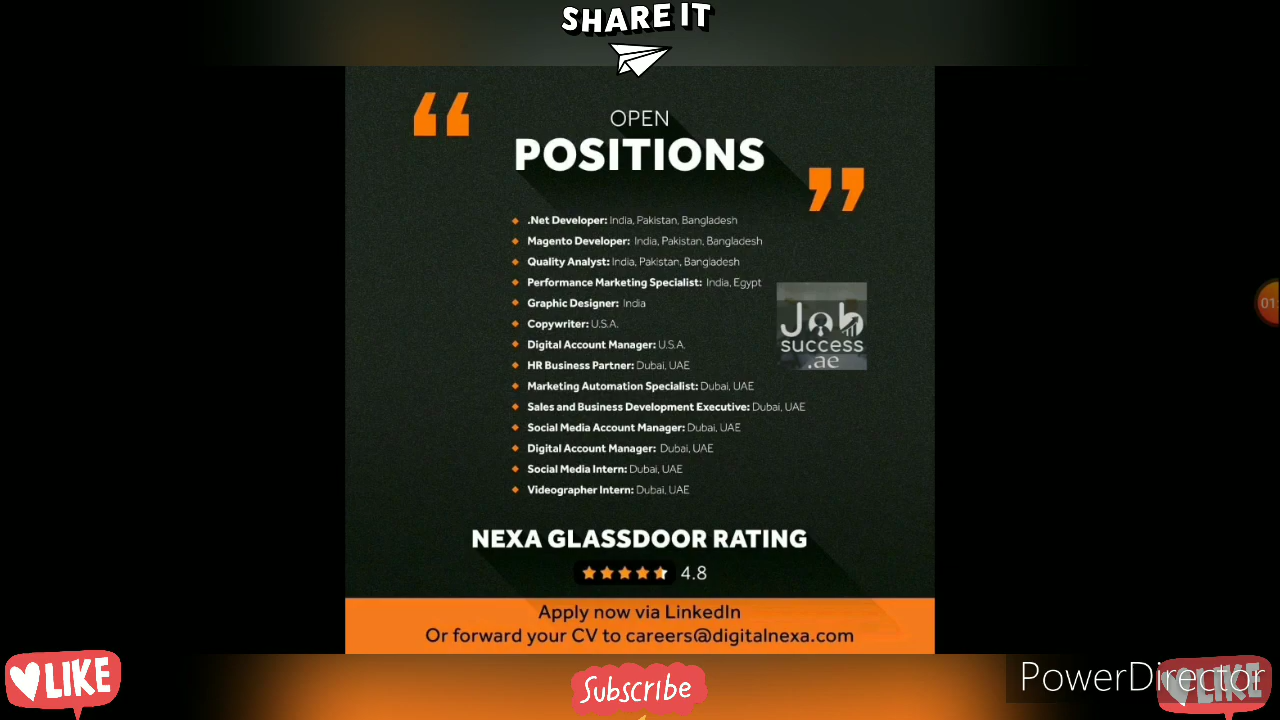 SHARE IT
OPEN
POSITIONS
.Net Developer: India, Pakistan, Bangladesh
Magento Developer: India, Pakistan, Bangladesh
Quality Analyst: India, Pakistan, Bangladesh
Performance Marketing Specialist: India, Egypt
Graphic Designer: India
Copywriter: U.S.A.
Digital Account Manager: U.S.A.
HR Business Partner: Dubai, UAE
Marketing Automation Specialist: Dubai, UAE
Sales and Business Development Executive: Dubai, UAE
Social Media Account Manager: Dubai, UAE
Digital Account Manager: Dubai, UAE
Social Media Intern: Dubai, UAE
Videographer Intern: Dubai, UAE
Job
success
.ae
01:
NEXA GLASSDOOR RATING
4.8
Apply now via LinkedIn
Or forward your CV to careers@digitalnexa.com
LIKE
Subscribe
PowerDirector
LIKE